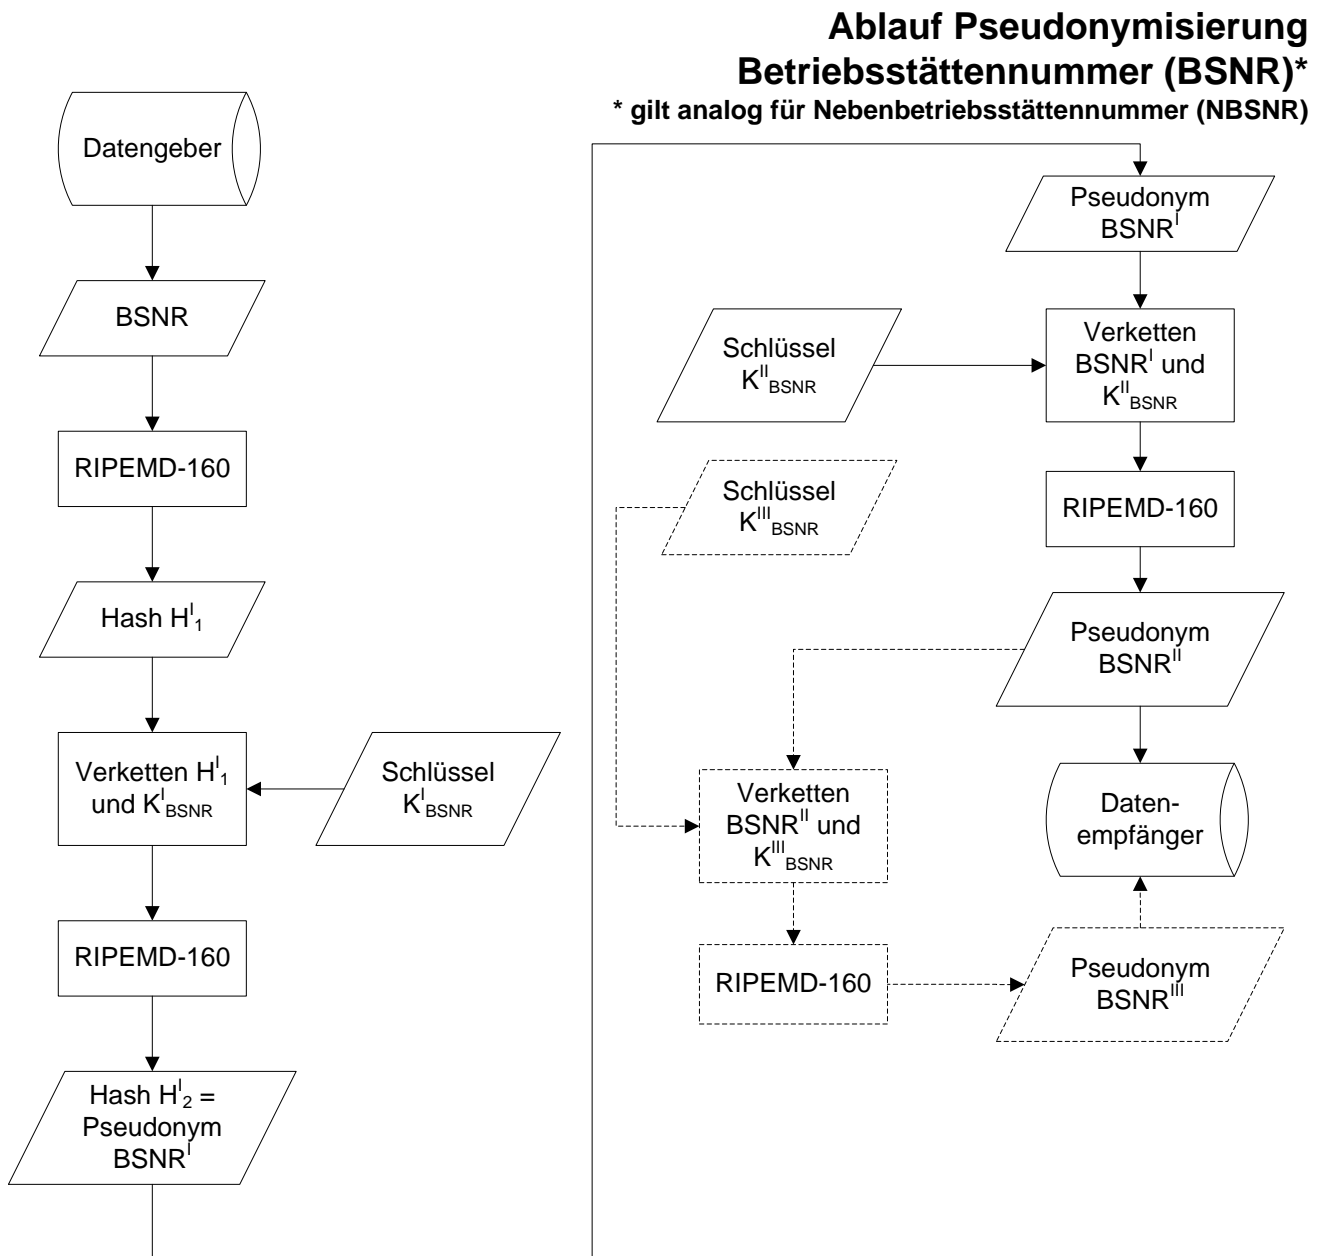 Ablauf Pseudonymisierung
Betriebsstättennummer (BSNR)*
* gilt analog für Nebenbetriebsstättennummer (NBSNR)
Datengeber
BSNR
RIPEMD-160
Hash H^I_1
Verketten H^I_1
und K^I_BSNR
Schlüssel
K^I_BSNR
RIPEMD-160
Hash H^I_2 =
Pseudonym
BSNR^I
Pseudonym
BSNR^I
Schlüssel
K^II_BSNR
Verketten
BSNR^I und
K^II_BSNR
Schlüssel
K^III_BSNR
RIPEMD-160
Pseudonym
BSNR^II
Verketten
BSNR^II und
K^III_BSNR
Daten-
empfänger
RIPEMD-160
Pseudonym
BSNR^III